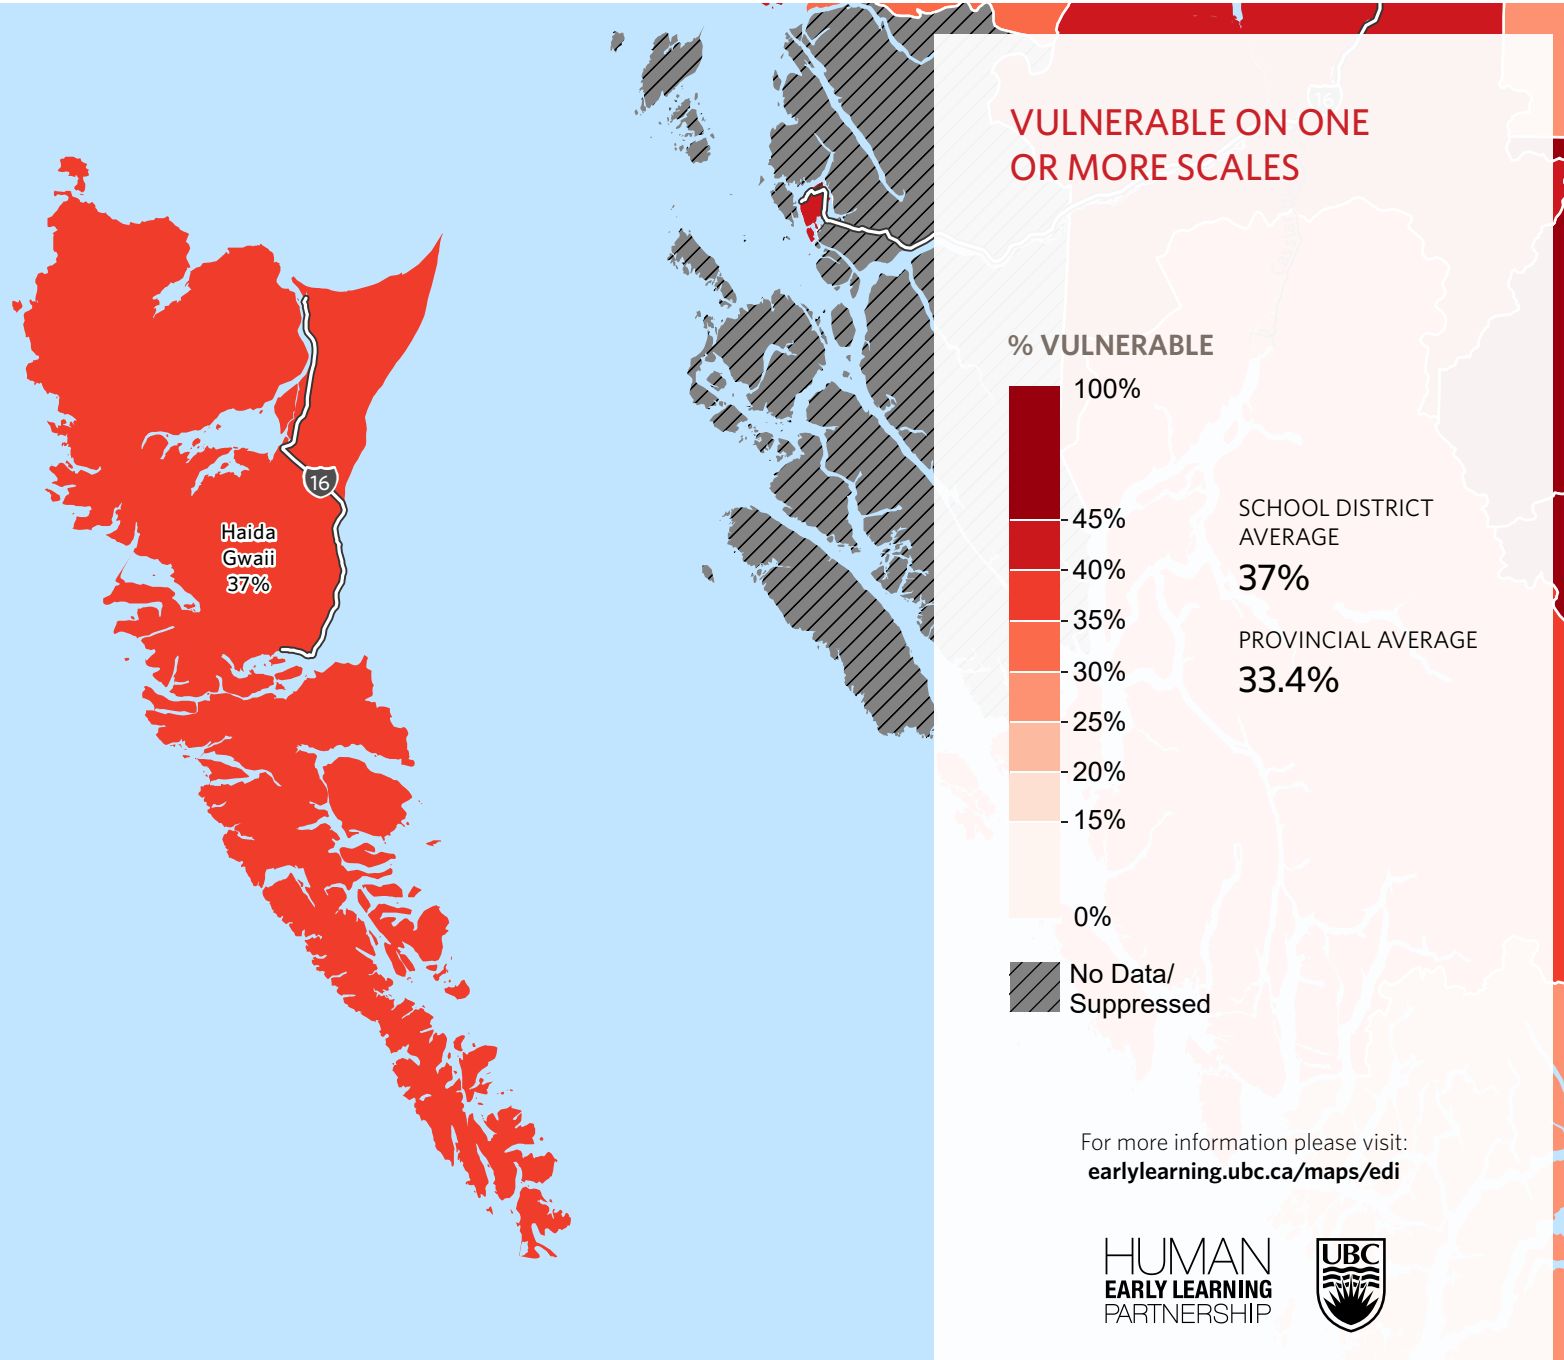 16
VULNERABLE ON ONE
OR MORE SCALES
% VULNERABLE
100%
45%
40%
35%
30%
25%
20%
15%
0%
No Data/
Suppressed
SCHOOL DISTRICT
AVERAGE
37%
PROVINCIAL AVERAGE
33.4%
16
Haida
Gwaii
37%
For more information please visit:
earlylearning.ubc.ca/maps/edi
HUMAN
EARLY LEARNING
PARTNERSHIP
UBC